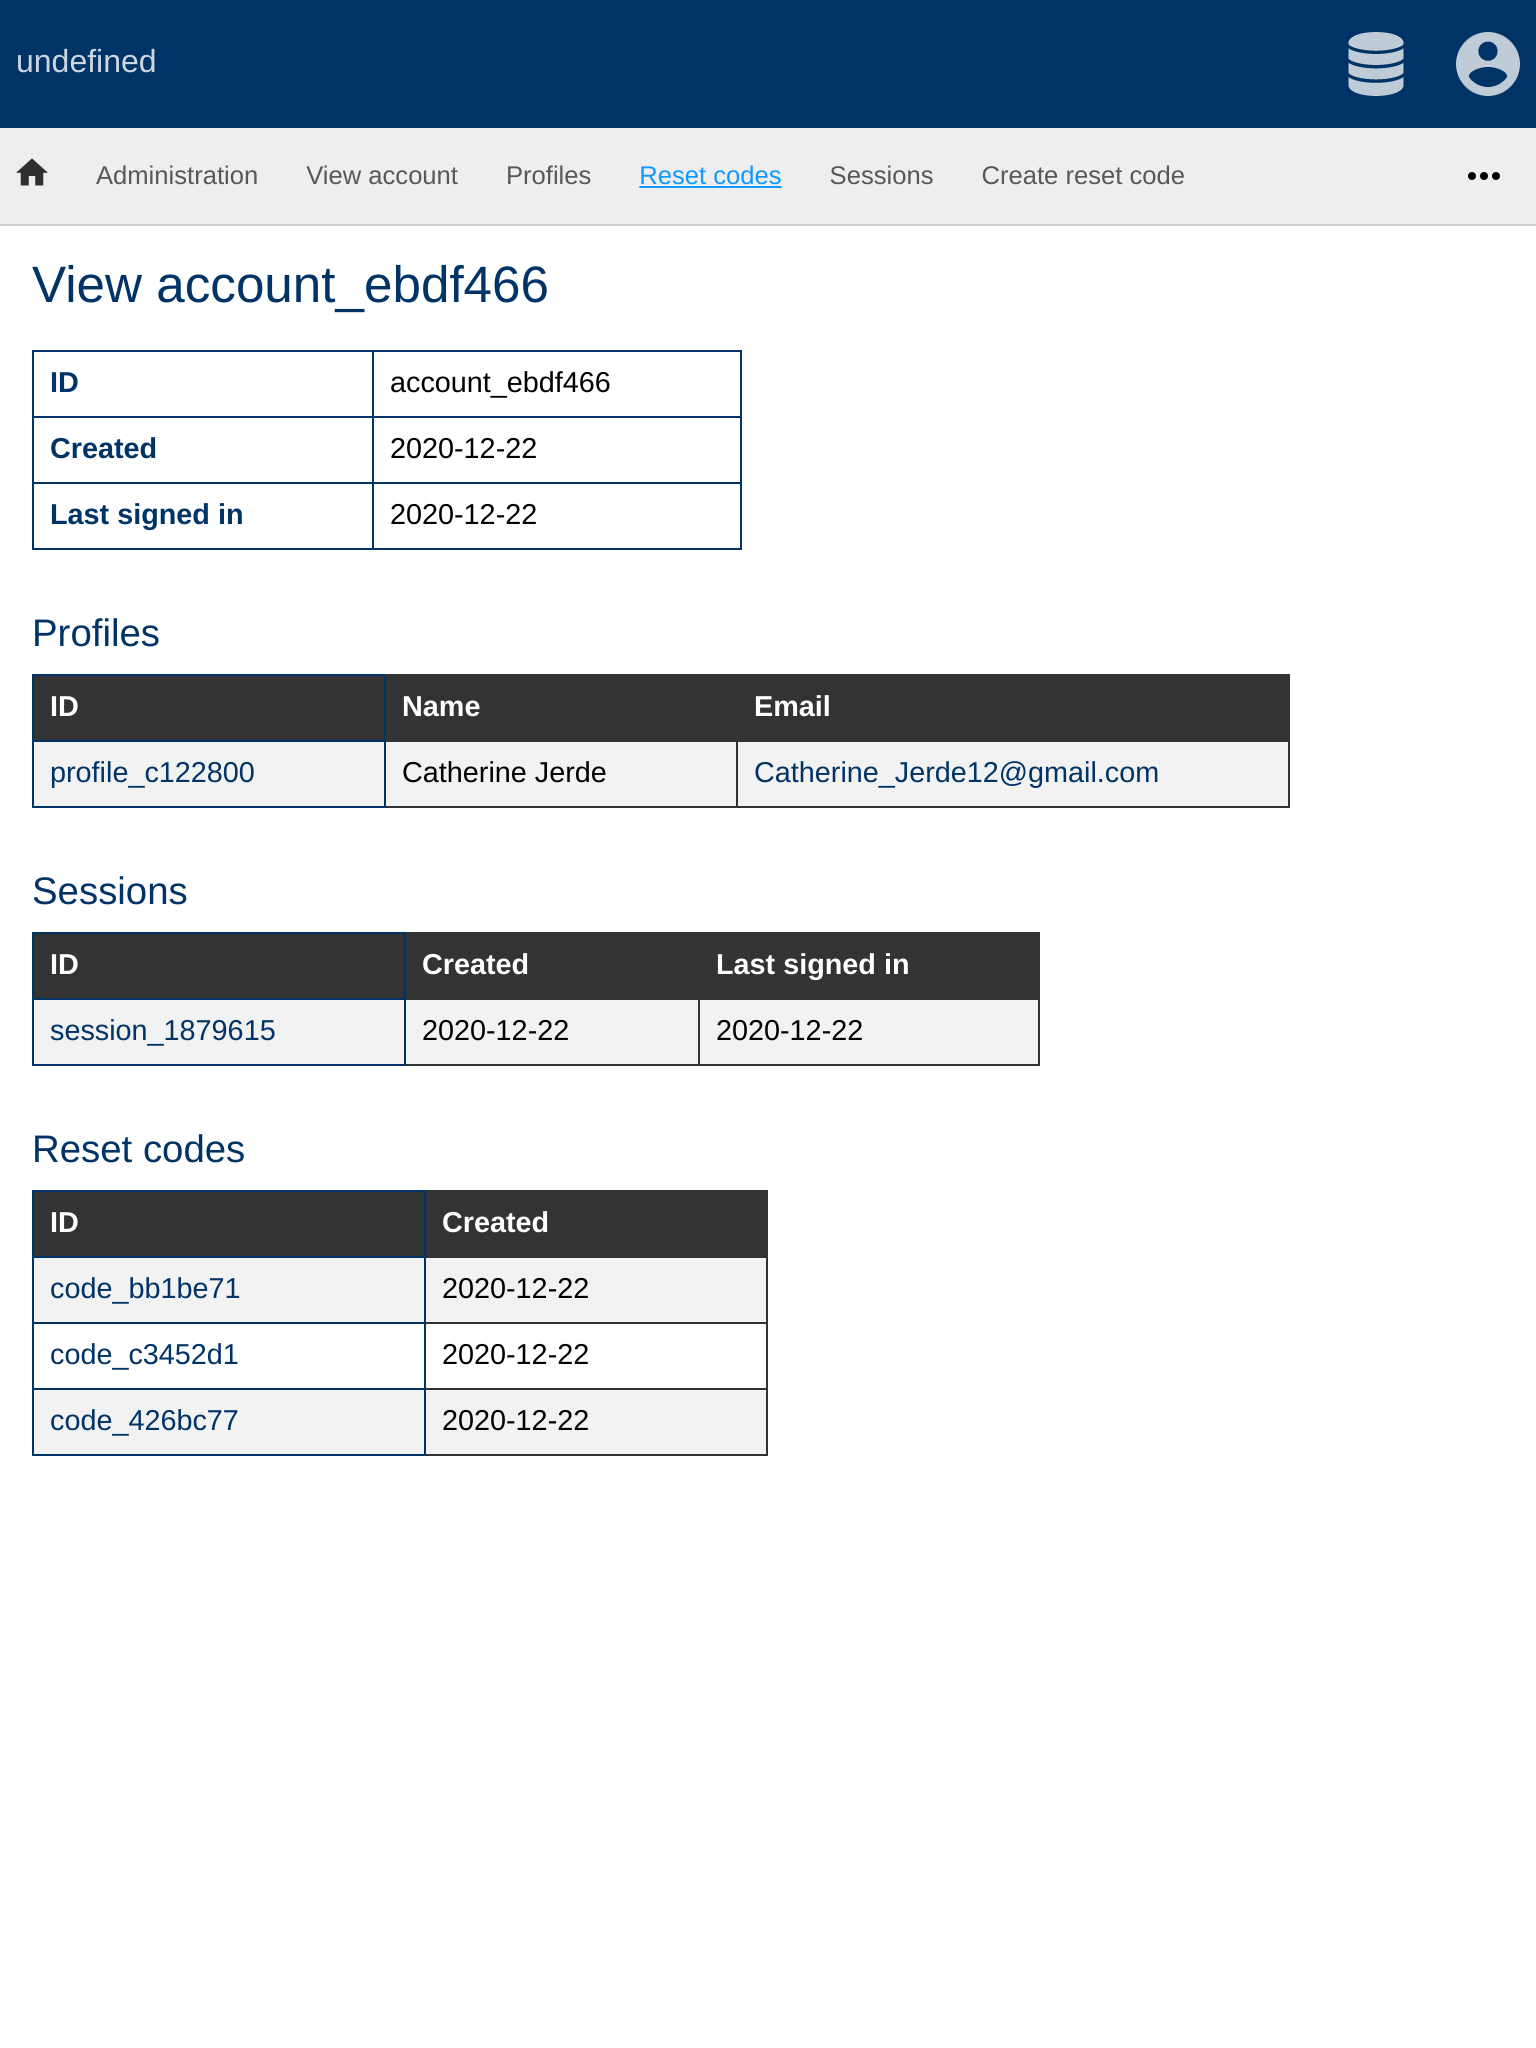 undefined
Administration View account Profiles Reset codes Sessions Create reset code
View account_ebdf466
ID account_ebdf466
Created 2020-12-22
Last signed in 2020-12-22
Profiles
ID Name Email
profile_c122800 Catherine Jerde Catherine_Jerde12@gmail.com
Sessions
ID Created Last signed in
session_1879615 2020-12-22 2020-12-22
Reset codes
ID Created
code_bb1be71 2020-12-22
code_c3452d1 2020-12-22
code_426bc77 2020-12-22